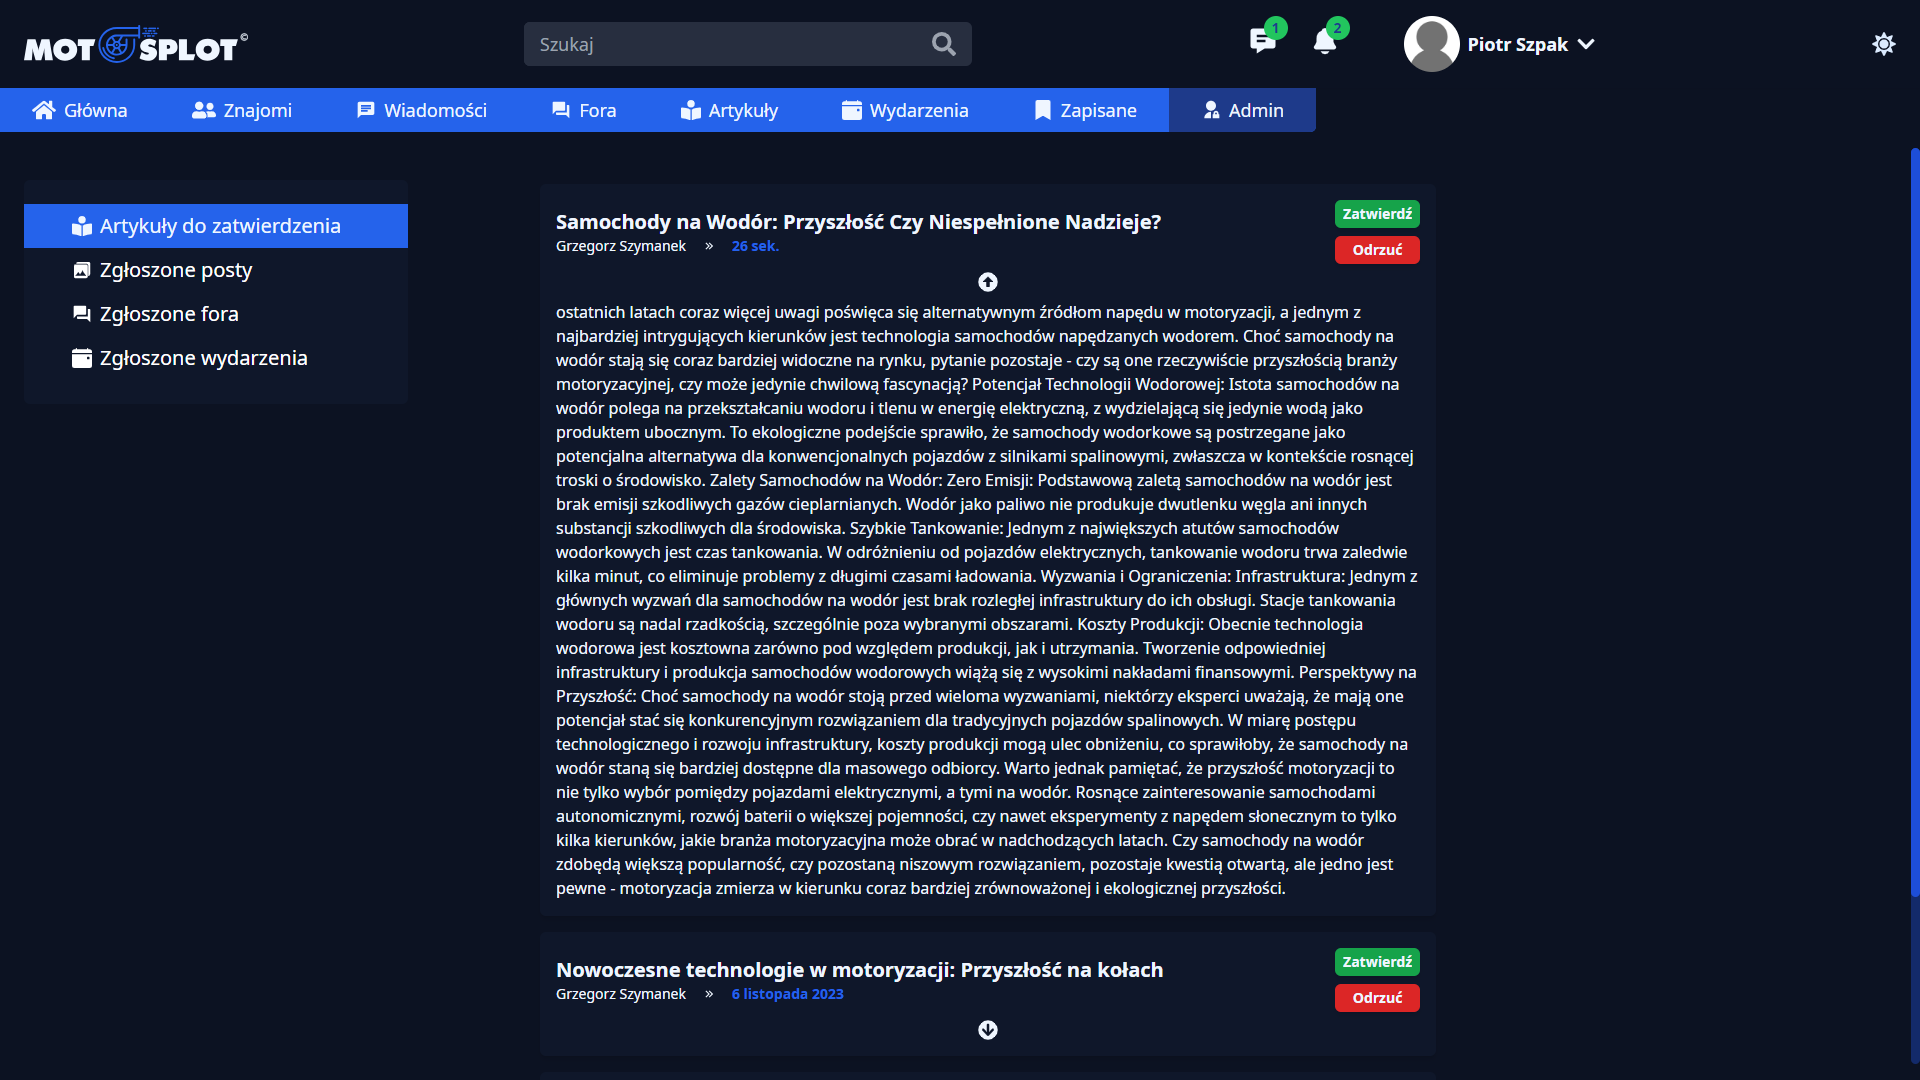 MOTOSPLOT©
Szukaj
1
2
Piotr Szpak
Główna
Znajomi
Wiadomości
Fora
Artykuły
Wydarzenia
Zapisane
Admin
Artykuły do zatwierdzenia
Zgłoszone posty
Zgłoszone fora
Zgłoszone wydarzenia
Samochody na Wodór: Przyszłość Czy Niespełnione Nadzieje?
Grzegorz Szymanek » 26 sek.
Zatwierdź
Odrzuć
ostatnich latach coraz więcej uwagi poświęca się alternatywnym źródłom napędu w motoryzacji, a jednym z
najbardziej intrygujących kierunków jest technologia samochodów napędzanych wodorem. Choć samochody na
wodór stają się coraz bardziej widoczne na rynku, pytanie pozostaje - czy są one rzeczywiście przyszłością branży
motoryzacyjnej, czy może jedynie chwilową fascynacją? Potencjał Technologii Wodorowej: Istota samochodów na
wodór polega na przekształcaniu wodoru i tlenu w energię elektryczną, z wydzielającą się jedynie wodą jako
produktem ubocznym. To ekologiczne podejście sprawiło, że samochody wodorkowe są postrzegane jako
potencjalna alternatywa dla konwencjonalnych pojazdów z silnikami spalinowymi, zwłaszcza w kontekście rosnącej
troski o środowisko. Zalety Samochodów na Wodór: Zero Emisji: Podstawową zaletą samochodów na wodór jest
brak emisji szkodliwych gazów cieplarnianych. Wodór jako paliwo nie produkuje dwutlenku węgla ani innych
substancji szkodliwych dla środowiska. Szybkie Tankowanie: Jednym z największych atutów samochodów
wodorkowych jest czas tankowania. W odróżnieniu od pojazdów elektrycznych, tankowanie wodoru trwa zaledwie
kilka minut, co eliminuje problemy z długimi czasami ładowania. Wyzwania i Ograniczenia: Infrastruktura: Jednym z
głównych wyzwań dla samochodów na wodór jest brak rozległej infrastruktury do ich obsługi. Stacje tankowania
wodoru są nadal rzadkością, szczególnie poza wybranymi obszarami. Koszty Produkcji: Obecnie technologia
wodorowa jest kosztowna zarówno pod względem produkcji, jak i utrzymania. Tworzenie odpowiedniej
infrastruktury i produkcja samochodów wodorowych wiążą się z wysokimi nakładami finansowymi. Perspektywy na
Przyszłość: Choć samochody na wodór stoją przed wieloma wyzwaniami, niektórzy eksperci uważają, że mają one
potencjał stać się konkurencyjnym rozwiązaniem dla tradycyjnych pojazdów spalinowych. W miarę postępu
technologicznego i rozwoju infrastruktury, koszty produkcji mogą ulec obniżeniu, co sprawiłoby, że samochody na
wodór staną się bardziej dostępne dla masowego odbiorcy. Warto jednak pamiętać, że przyszłość motoryzacji to
nie tylko wybór pomiędzy pojazdami elektrycznymi, a tymi na wodór. Rosnące zainteresowanie samochodami
autonomicznymi, rozwój baterii o większej pojemności, czy nawet eksperymenty z napędem słonecznym to tylko
kilka kierunków, jakie branża motoryzacyjna może obrać w nadchodzących latach. Czy samochody na wodór
zdobędą większą popularność, czy pozostaną niszowym rozwiązaniem, pozostaje kwestią otwartą, ale jedno jest
pewne - motoryzacja zmierza w kierunku coraz bardziej zrównoważonej i ekologicznej przyszłości.
Nowoczesne technologie w motoryzacji: Przyszłość na kołach
Grzegorz Szymanek » 6 listopada 2023
Zatwierdź
Odrzuć